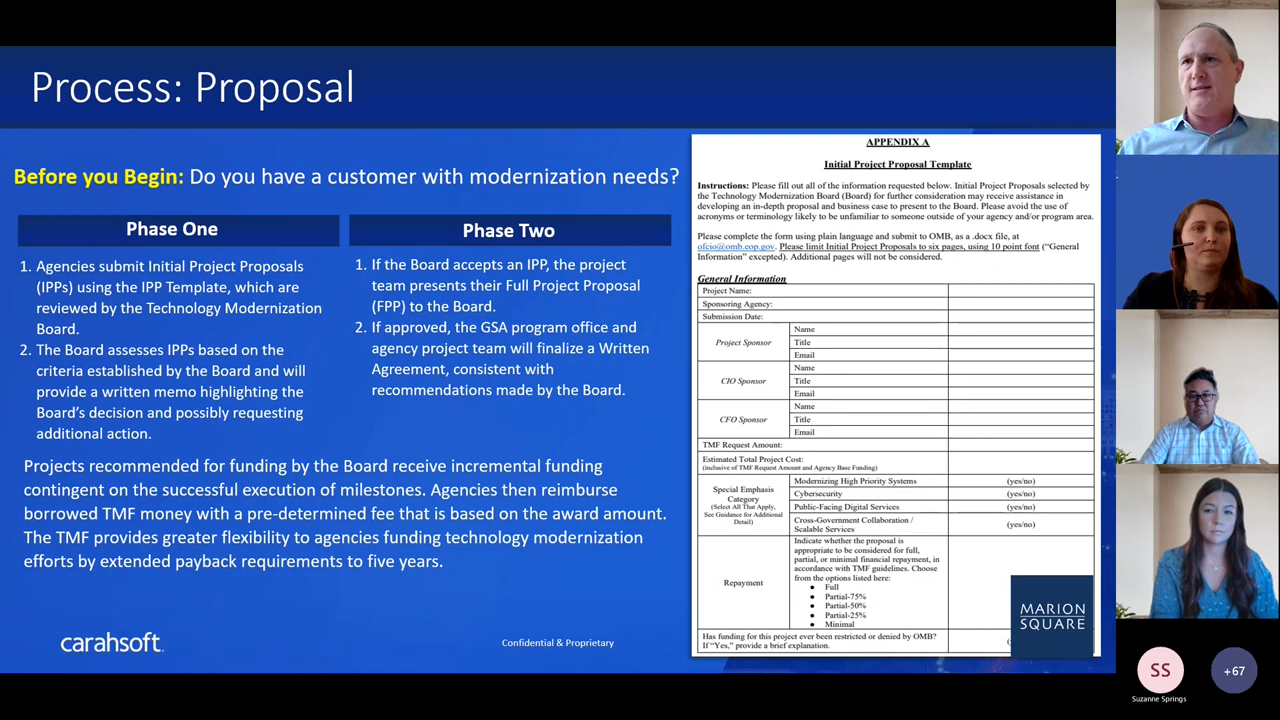 Process: Proposal
Before you Begin: Do you have a customer with modernization needs?
Phase One
1. Agencies submit Initial Project Proposals
(IPPs) using the IPP Template, which are
reviewed by the Technology Modernization
Board.
2. The Board assesses IPPs based on the
criteria established by the Board and will
provide a written memo highlighting the
Board's decision and possibly requesting
additional action.
Phase Two
1. If the Board accepts an IPP, the project
team presents their Full Project Proposal
(FPP) to the Board.
2. If approved, the GSA program office and
agency project team will finalize a Written
Agreement, consistent with
recommendations made by the Board.
Projects recommended for funding by the Board receive incremental funding
contingent on the successful execution of milestones. Agencies then reimburse
borrowed TMF money with a pre-determined fee that is based on the award amount.
The TMF provides greater flexibility to agencies funding technology modernization
efforts by extended payback requirements to five years.
carahsoft.
Confidential & Proprietary
APPENDIX A
Initial Project Proposal Template
Instructions: Please fill out all of the information requested below. Initial Project Proposals selected by
the Technology Modernization Board (Board) for further consideration may receive assistance in
developing an in-depth proposal and business case to present to the Board. Please avoid the use of
acronyms or terminology likely to be unfamiliar to someone outside of your agency and/or program area.
Please complete the form using plain language and submit to OMB, as a .docx file, at
ofcio@omb.eop.gov. Please limit Initial Project Proposals to six pages, using 10 point font ("General
Information" excepted). Additional pages will not be considered.
General Information
Project Name:
Sponsoring Agency:
Submission Date:
Project Sponsor
Name
Title
Email
CIO Sponsor
Name
Title
Email
CFO Sponsor
Name
Title
Email
TMF Request Amount:
Estimated Total Project Cost:
(inclusive of TMF Request Amount and Agency Base Funding)
Special Emphasis
Category
(Select All That Apply,
See Guidance for Additional
Detail)
Modernizing High Priority Systems (yes/no)
Cybersecurity (yes/no)
Public-Facing Digital Services (yes/no)
Cross-Government Collaboration /
Scalable Services (yes/no)
Repayment
Indicate whether the proposal is
appropriate to be considered for full,
partial, or minimal financial repayment, in
accordance with TMF guidelines. Choose
from the options listed here:
• Full
• Partial-75%
• Partial-50%
• Partial-25%
• Minimal
Has funding for this project ever been restricted or denied by OMB?
If "Yes," provide a brief explanation.
MARION
SQUARE
SS
Suzanne Springs
+67